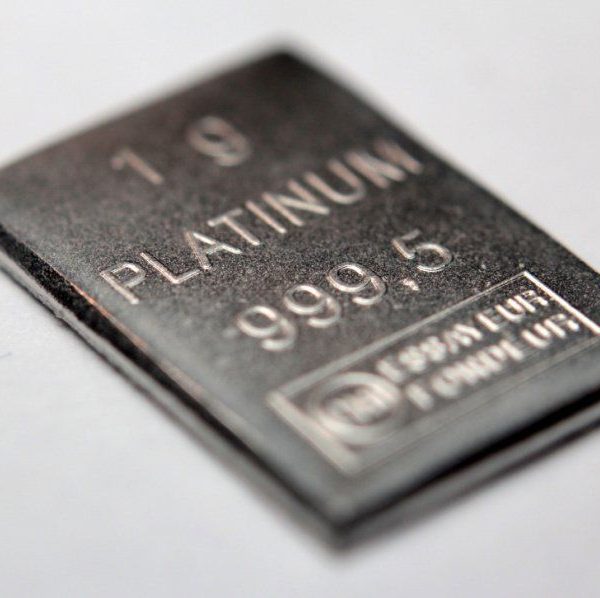 1 g
PLATINUM
999,5
ESSAYEUR
FONDEUR